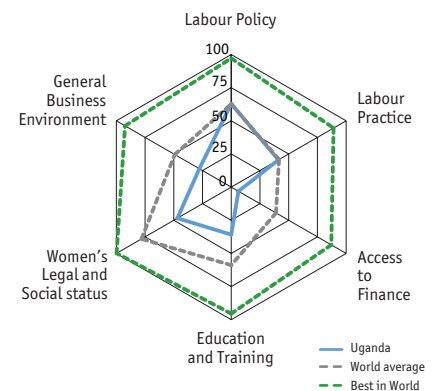 Labour Policy
100
General
Business
Environment
Labour
Practice
50
25
0
Women's
Legal and
Social status
Access
to
Finance
Education
and Training
Uganda
World average
Best in World